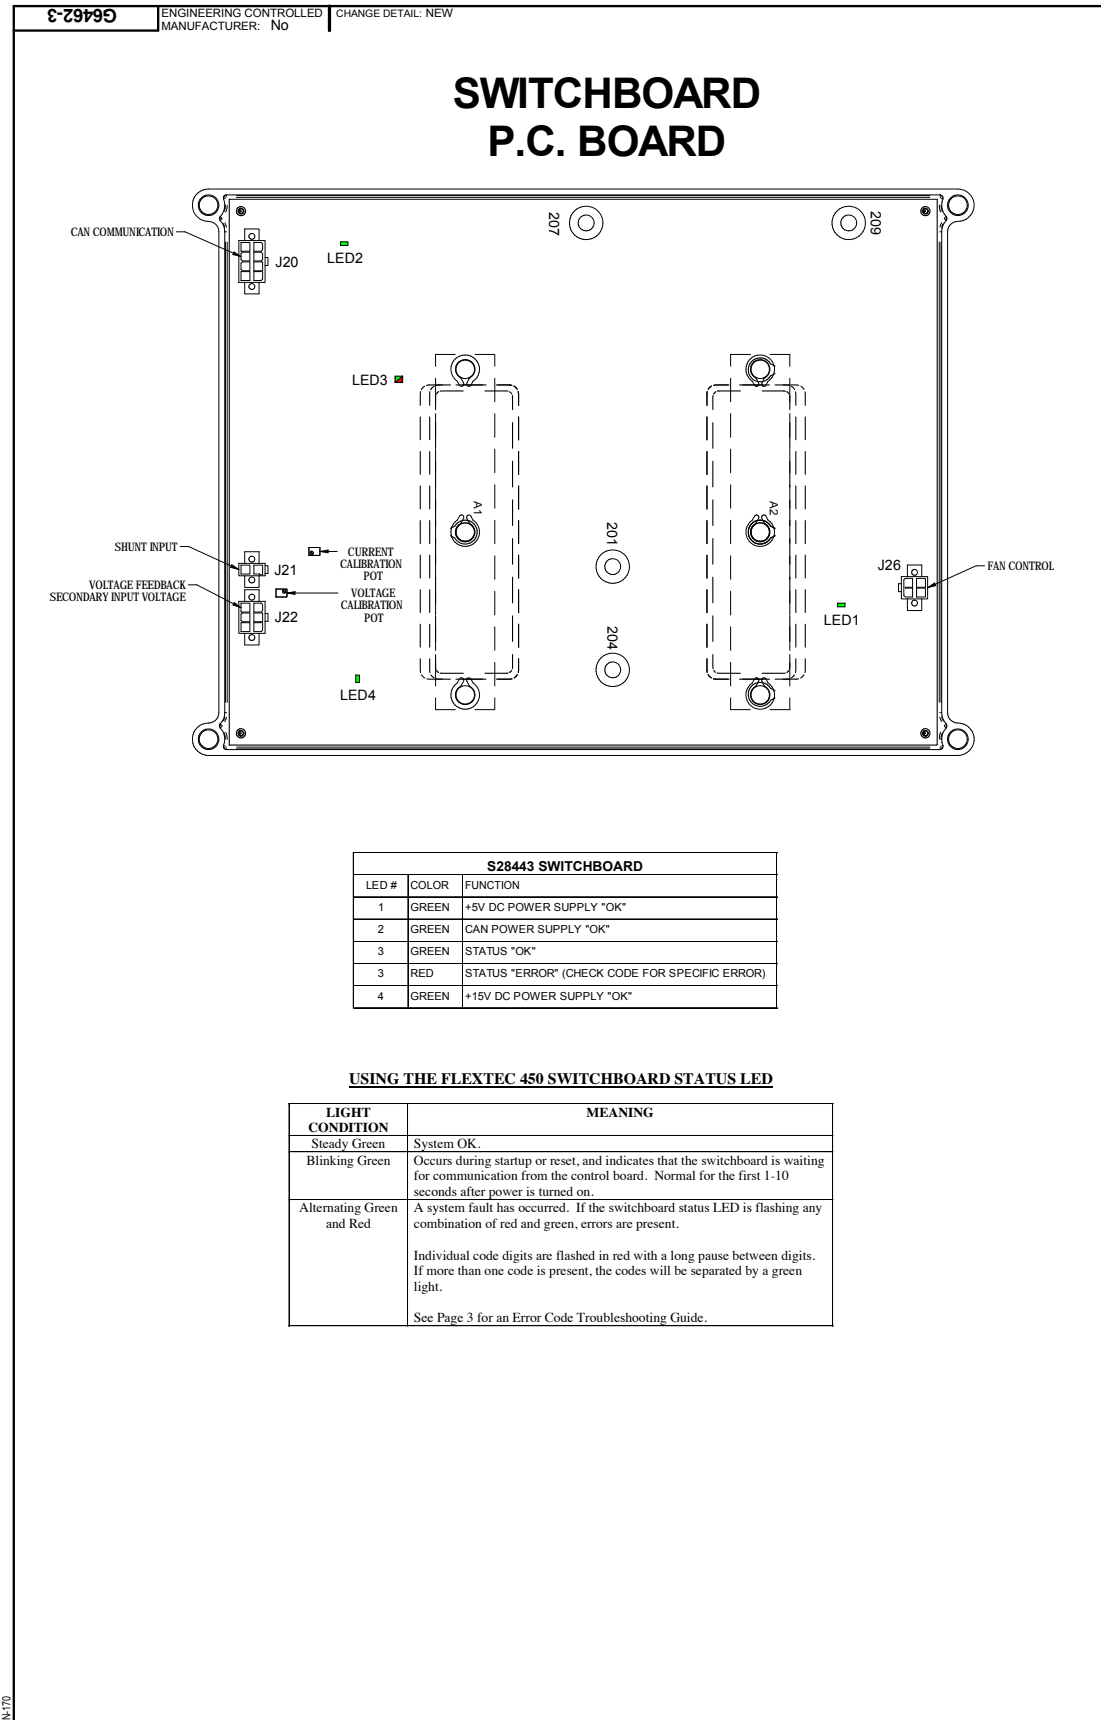 G6462-3
ENGINEERING CONTROLLED
MANUFACTURER: No
CHANGE DETAIL: NEW
SWITCHBOARD
P.C. BOARD
207
209
CAN COMMUNICATION
J20
LED2
LED3
A1
A2
201
SHUNT INPUT
J21
CURRENT
CALIBRATION
POT
VOLTAGE FEEDBACK
SECONDARY INPUT VOLTAGE
J22
VOLTAGE
CALIBRATION
POT
J26
FAN CONTROL
LED1
204
LED4
S28443 SWITCHBOARD
LED # COLOR FUNCTION
1 GREEN +5V DC POWER SUPPLY "OK"
2 GREEN CAN POWER SUPPLY "OK"
3 GREEN STATUS "OK"
3 RED STATUS "ERROR" (CHECK CODE FOR SPECIFIC ERROR)
4 GREEN +15V DC POWER SUPPLY "OK"
USING THE FLEXTEC 450 SWITCHBOARD STATUS LED
LIGHT
CONDITION
MEANING
Steady Green System OK.
Blinking Green Occurs during startup or reset, and indicates that the switchboard is waiting
for communication from the control board. Normal for the first 1-10
seconds after power is turned on.
Alternating Green
and Red
A system fault has occurred. If the switchboard status LED is flashing any
combination of red and green, errors are present.
Individual code digits are flashed in red with a long pause between digits.
If more than one code is present, the codes will be separated by a green
light.
See Page 3 for an Error Code Troubleshooting Guide.
N-170